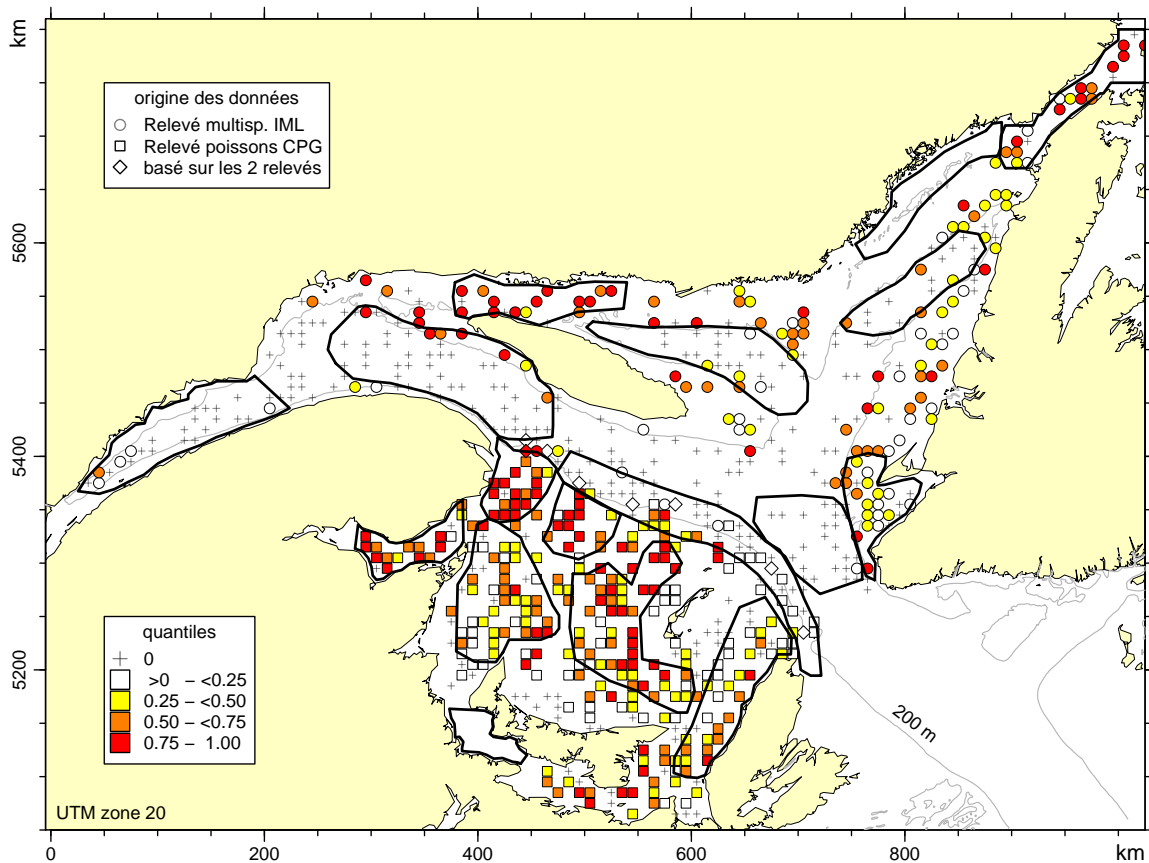 km
origine des données
Relevé multisp. IML
Relevé poissons CPG
basé sur les 2 relevés
5600
5400
5200
quantiles
0
>0 – <0.25
0.25 – <0.50
0.50 – <0.75
0.75 – 1.00
200 m
UTM zone 20
0 200 400 600 800 km